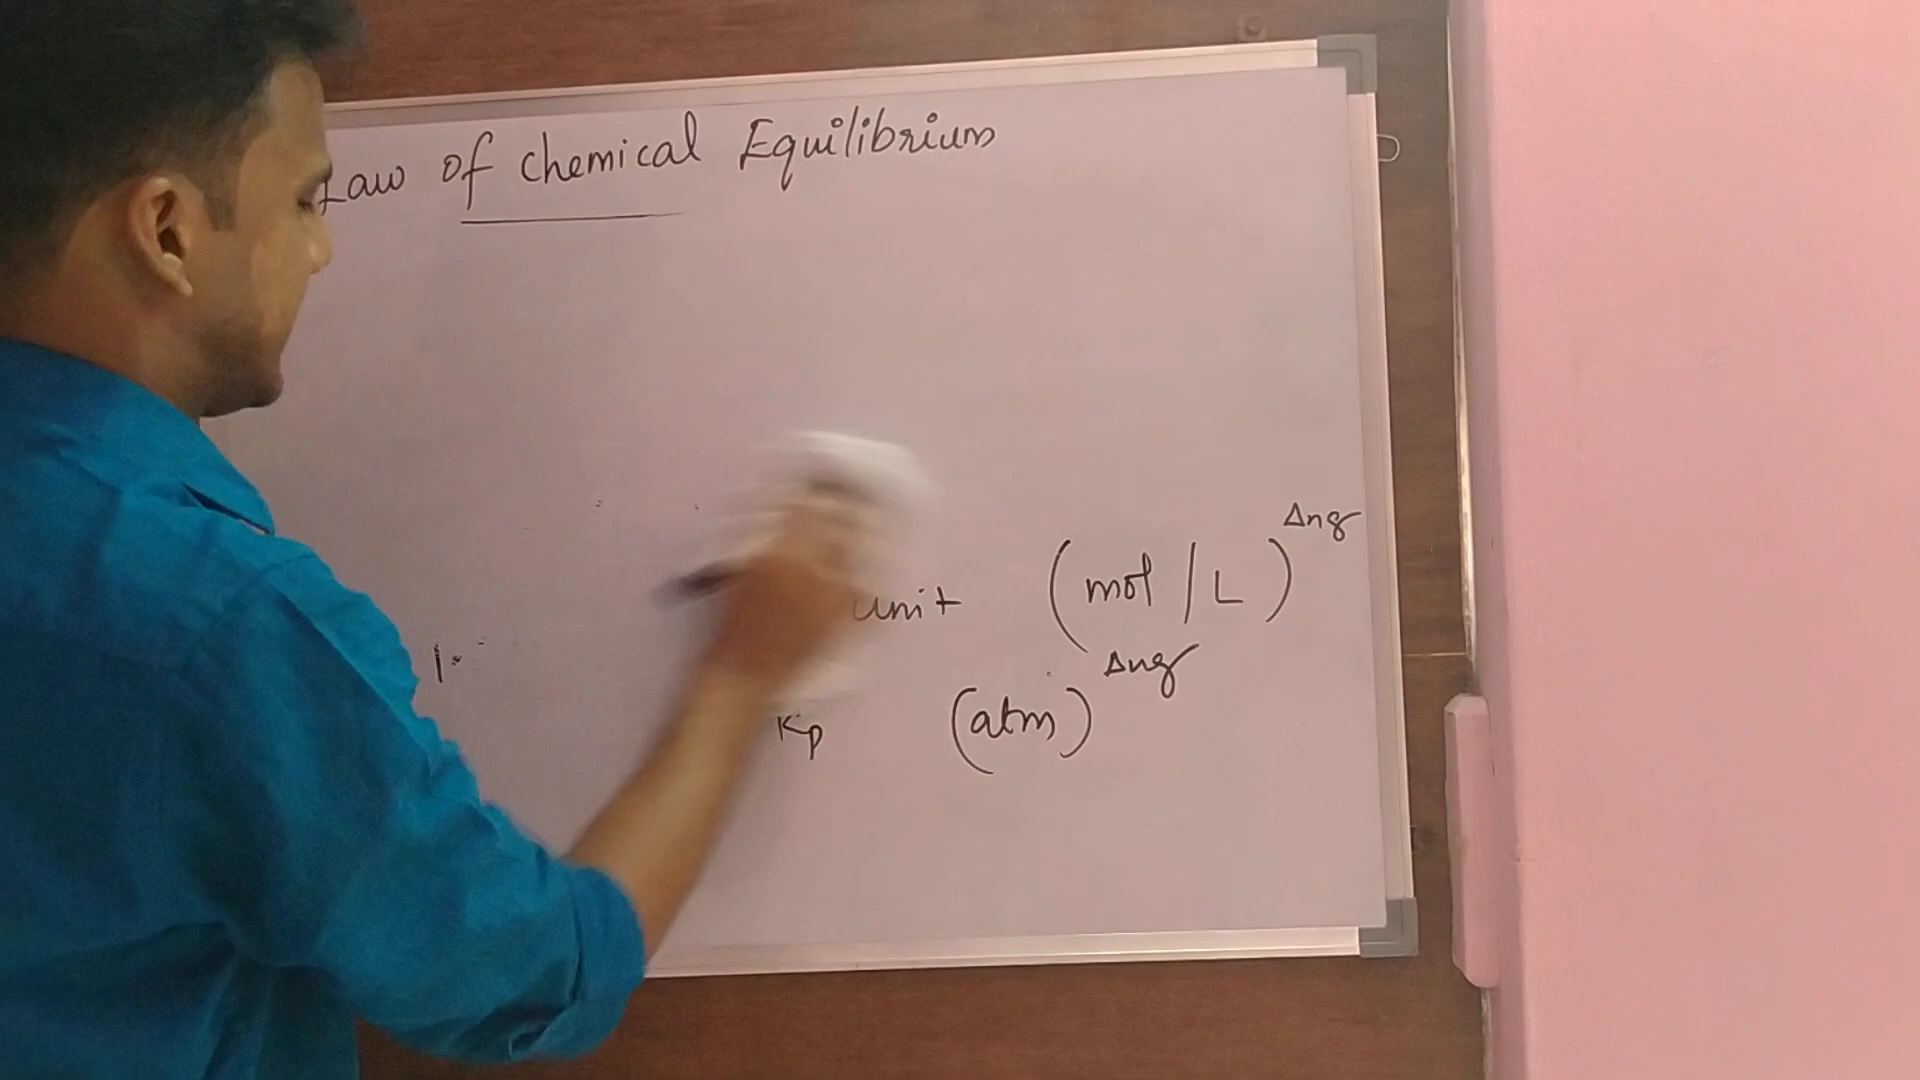 Law of chemical Equilibrium
unit (mol/L)^Δng
Kp (atm)^Δng